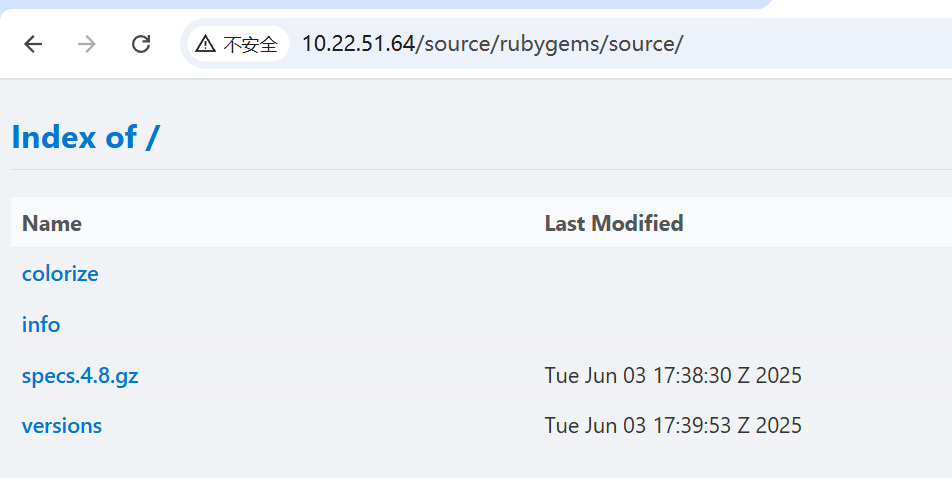 不安全 10.22.51.64/source/rubygems/source/
Index of /
Name Last Modified
colorize
info
specs.4.8.gz Tue Jun 03 17:38:30 Z 2025
versions Tue Jun 03 17:39:53 Z 2025